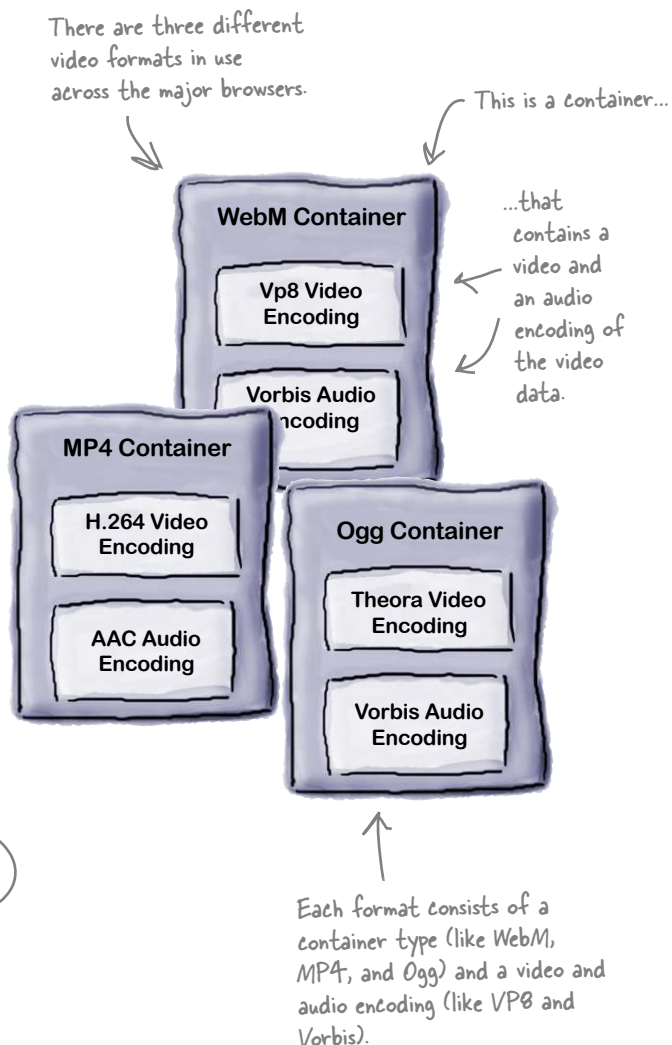 There are three different
video formats in use
across the major browsers.
This is a container...
...that
contains a
video and
an audio
encoding of
the video
data.
WebM Container
Vp8 Video
Encoding
Vorbis Audio
ncoding
MP4 Container
H.264 Video
Encoding
AAC Audio
Encoding
Ogg Container
Theora Video
Encoding
Vorbis Audio
Encoding
Each format consists of a
container type (like WebM,
MP4, and Ogg) and a video and
audio encoding (like VP8 and
Vorbis).